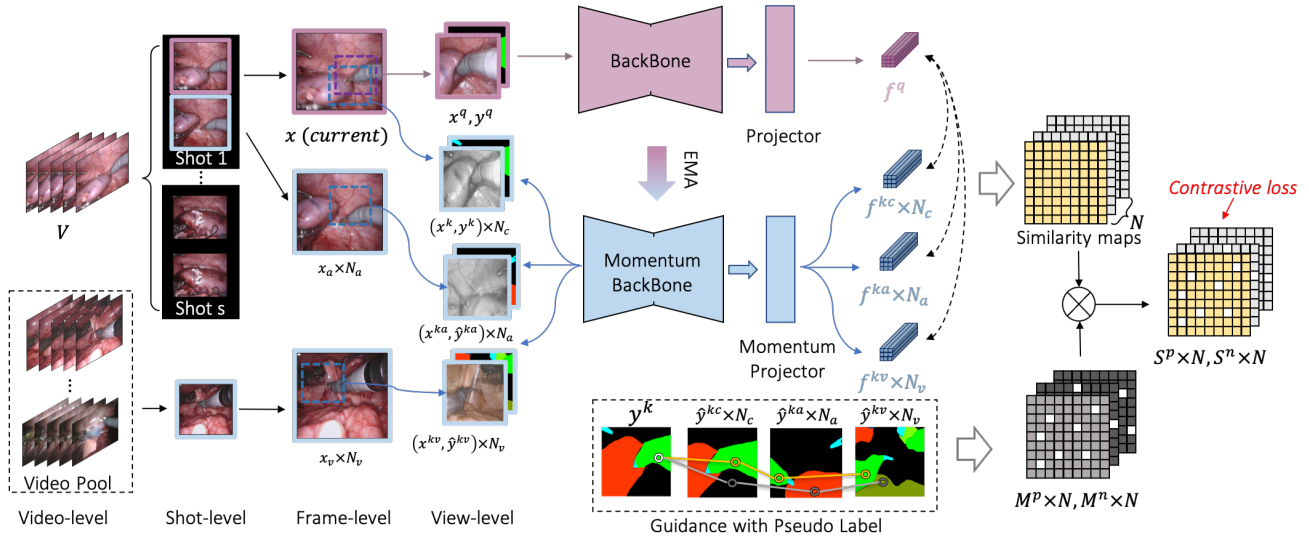 V
Shot 1
Shot s
Video Pool
Video-level
Shot-level
Frame-level
View-level
x (current)
x_a×N_a
x_v×N_v
x^q, y^q
(x^k, y^k)×N_c
(x^{ka}, ŷ^{ka})×N_a
(x^{kv}, ŷ^{kv})×N_v
BackBone
Projector
EMA
Momentum
BackBone
Momentum
Projector
f^q
f^{kc}×N_c
f^{ka}×N_a
f^{kv}×N_v
y^k
ŷ^{kc}×N_c
ŷ^{ka}×N_a
ŷ^{kv}×N_v
Guidance with Pseudo Label
N
Similarity maps
Contrastive loss
S^p×N, S^n×N
M^p×N, M^n×N